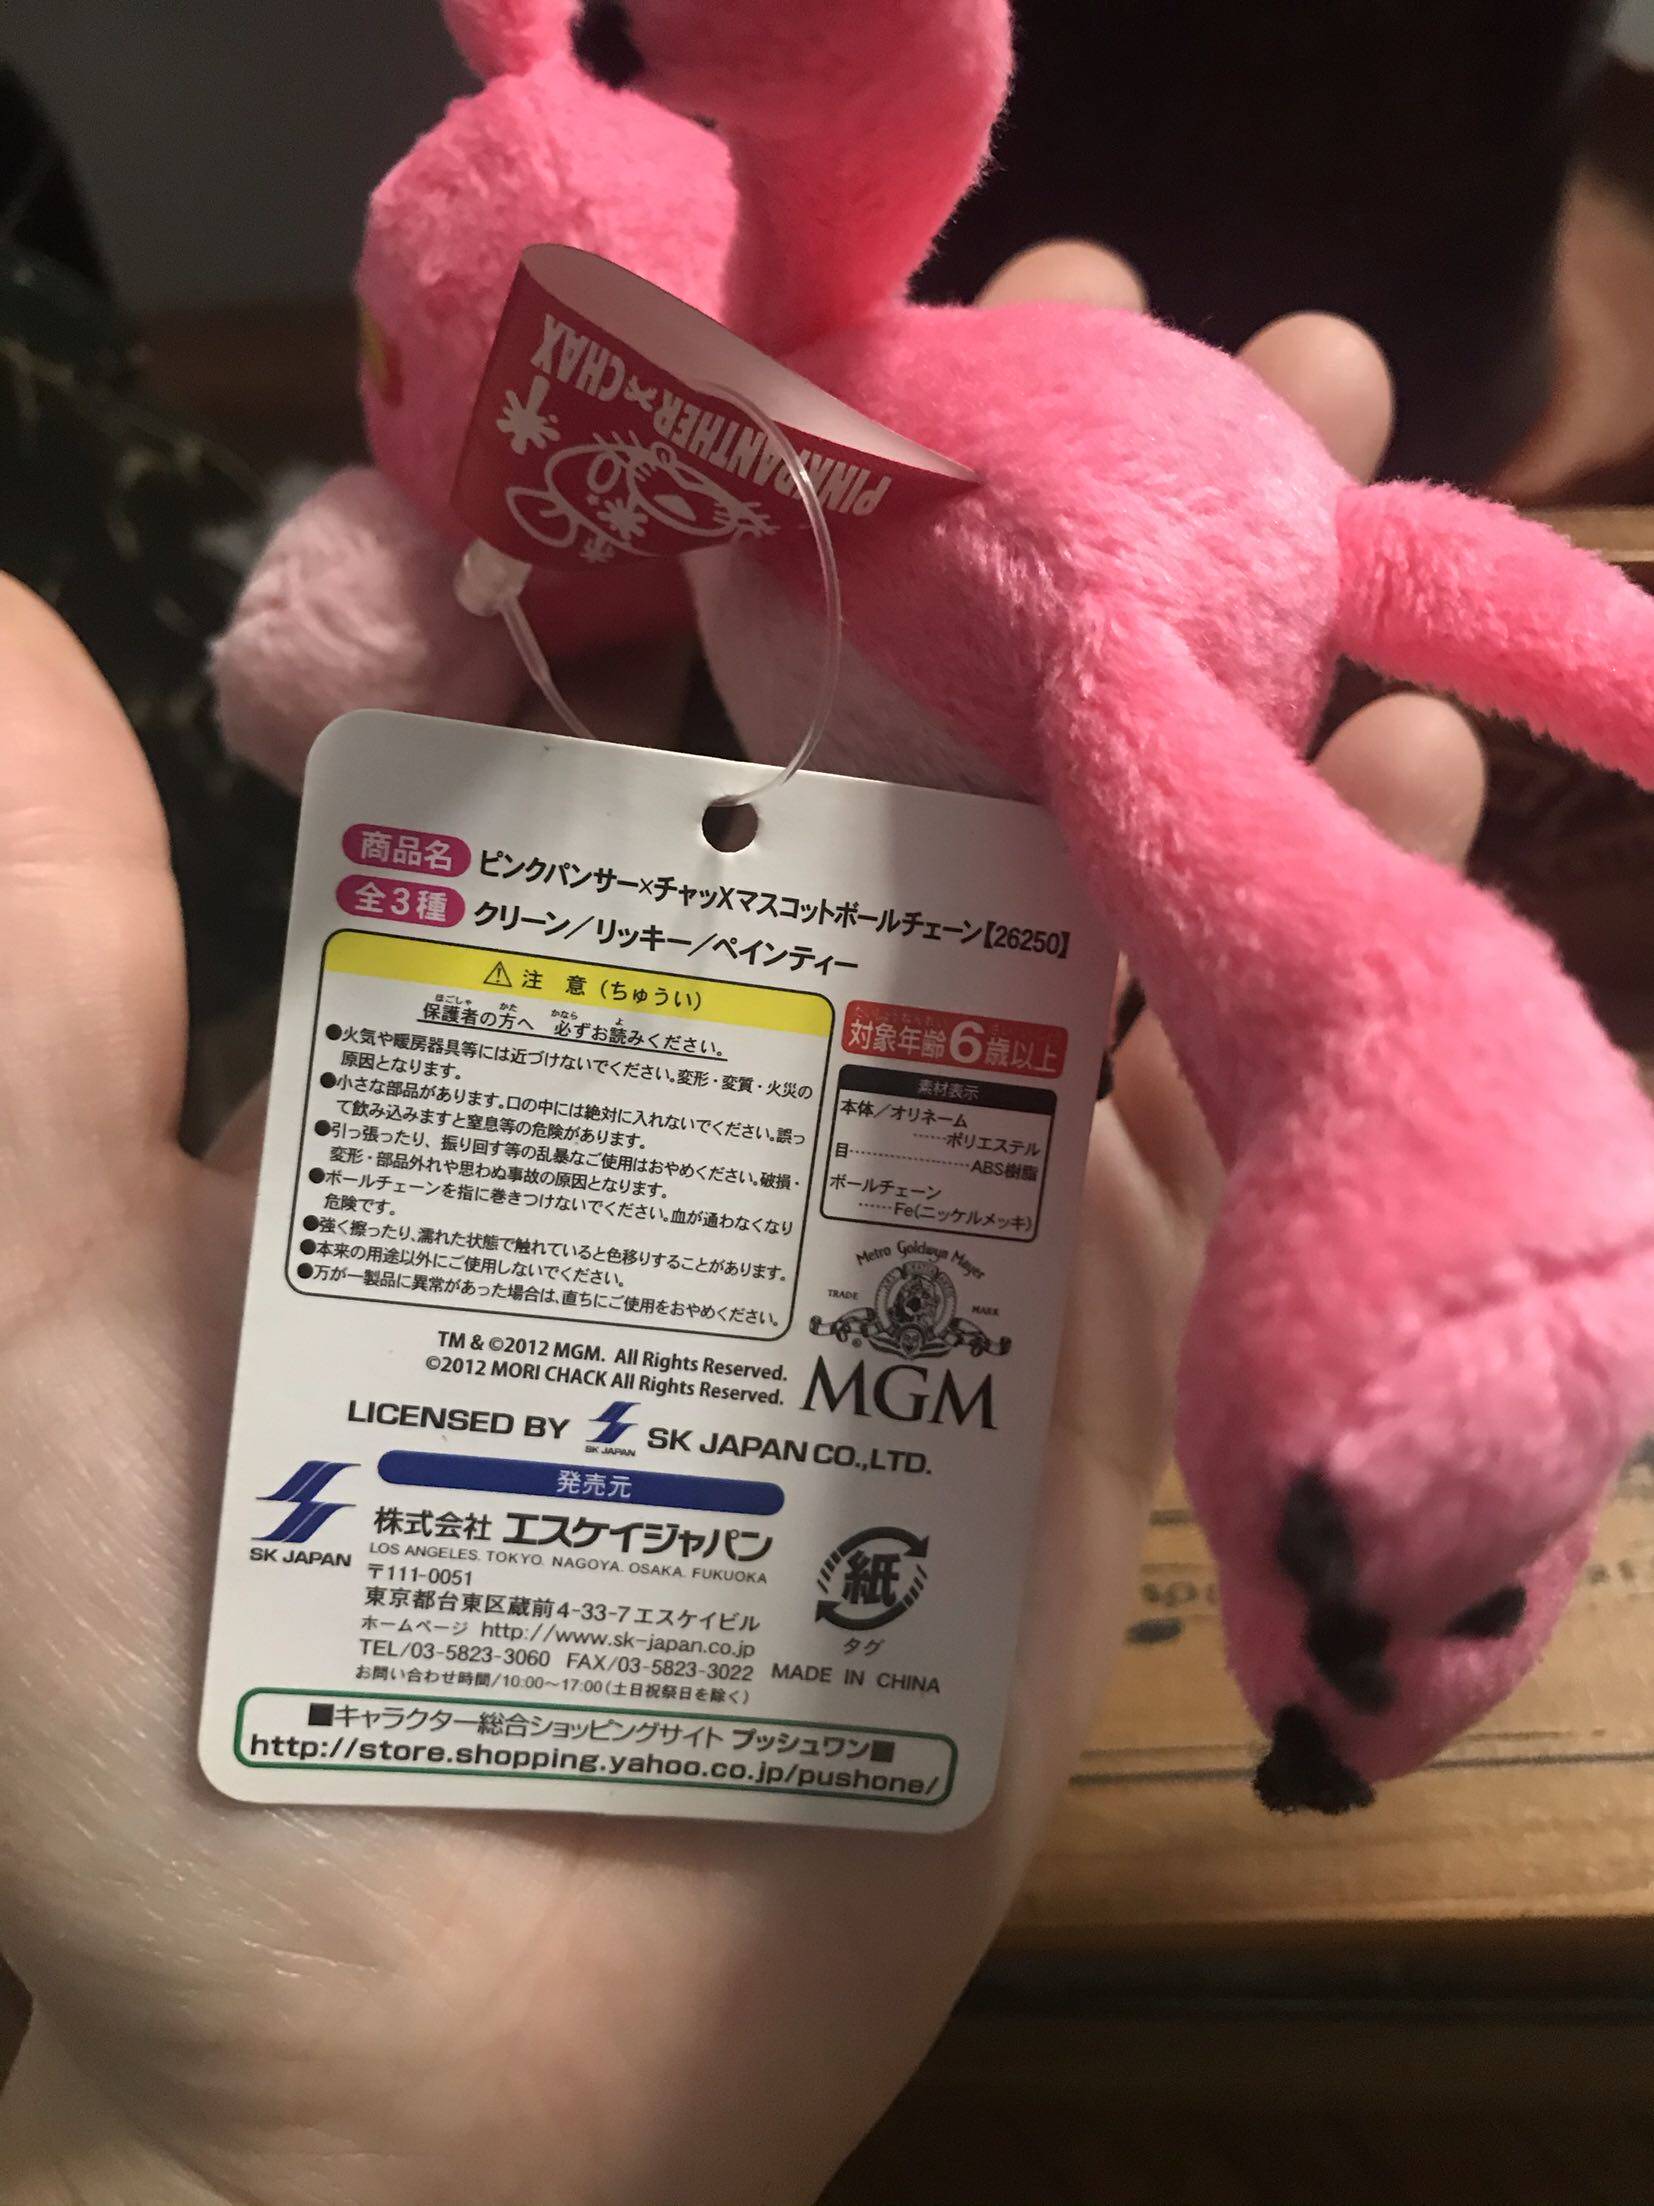 PINKPANTHER×CHAX
商品名 ピンクパンサー×チャッXマスコットボールチェーン【26250】
全3種 クリーン/リッキー/ペインティー
⚠注 意(ちゅうい)
保護者の方へ 必ずお読みください。
●火気や暖房器具等には近づけないでください。変形・変質・火災の
原因となります。
●小さな部品があります。口の中には絶対に入れないでください。誤っ
て飲み込みますと窒息等の危険があります。
●引っ張ったり、振り回す等の乱暴なご使用はおやめください。破損・
変形・部品外れや思わぬ事故の原因となります。
●ボールチェーンを指に巻きつけないでください。血が通わなくなり
危険です。
●強く擦ったり、濡れた状態で触れていると色移りすることがあります。
●本来の用途以外にご使用しないでください。
●万が一製品に異常があった場合は、直ちにご使用をおやめください。
対象年齢6歳以上
素材表示
本体/オリネーム
……ポリエステル
目………………ABS樹脂
ボールチェーン
……Fe(ニッケルメッキ)
Metro Goldwyn Mayer
TRADE MARK
MGM
TM & ©2012 MGM. All Rights Reserved.
©2012 MORI CHACK All Rights Reserved.
LICENSED BY SK JAPAN SK JAPAN CO.,LTD.
発売元
SK JAPAN
株式会社 エスケイジャパン
LOS ANGELES. TOKYO. NAGOYA. OSAKA. FUKUOKA
〒111-0051
東京都台東区蔵前4-33-7エスケイビル
ホームページ http://www.sk-japan.co.jp
TEL/03-5823-3060 FAX/03-5823-3022
お問い合わせ時間/10:00〜17:00(土日祝祭日を除く)
紙
タグ
MADE IN CHINA
■キャラクター総合ショッピングサイト プッシュワン■
http://store.shopping.yahoo.co.jp/pushone/